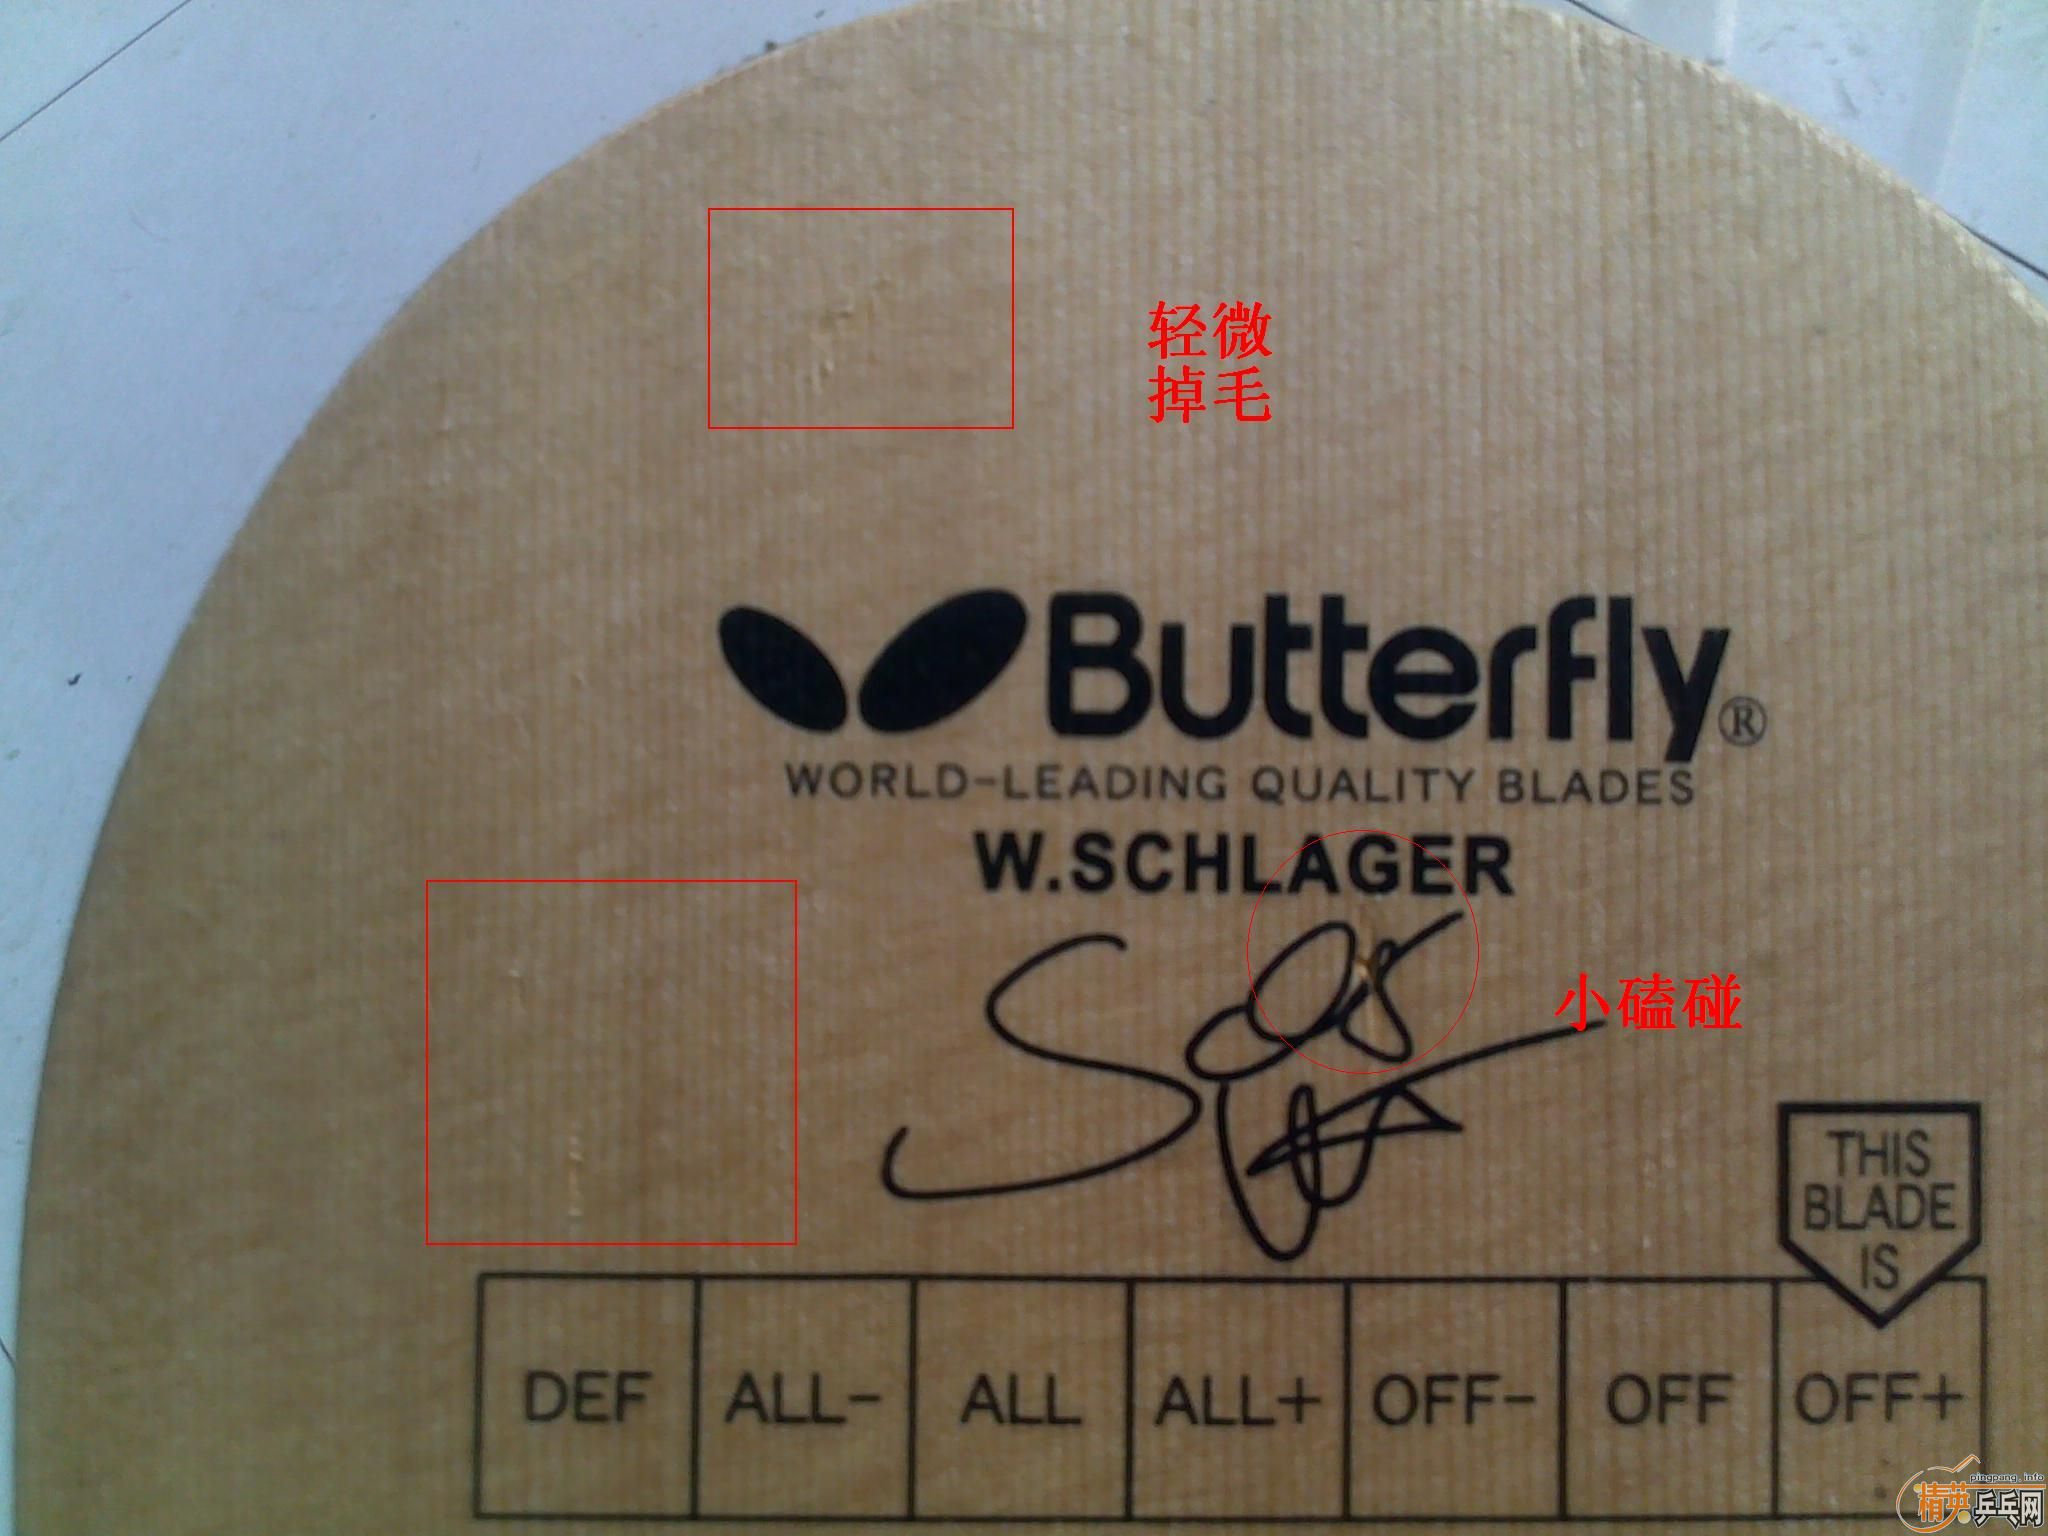 轻微
掉毛
Butterfly®
WORLD-LEADING QUALITY BLADES
W.SCHLAGER
小磕碰
THIS
BLADE
IS
DEF ALL- ALL ALL+ OFF- OFF OFF+
pingpang.info
精英乒乓网